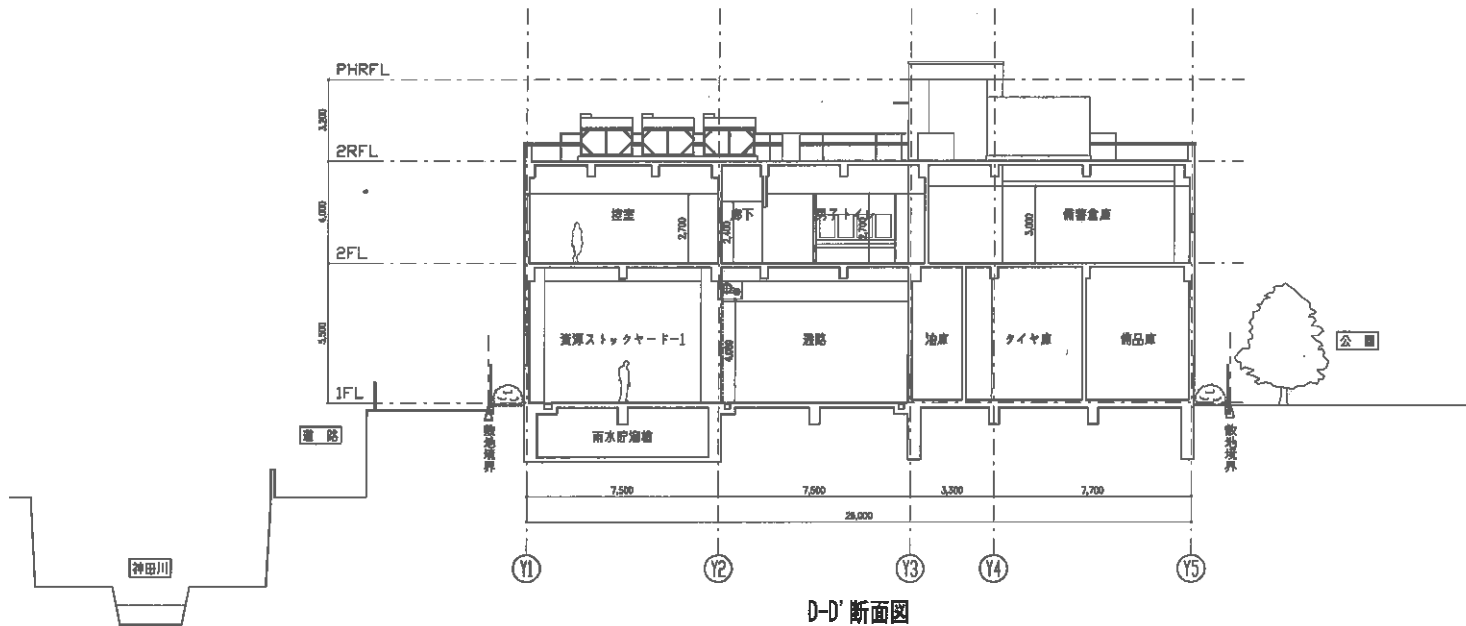 PHRFL
3,200
2RFL
4,000
控室
2,700
廊下
2,400
男子トイレ
2,700
3,000
備蓄倉庫
2FL
5,500
資源ストックヤード-1
4,000
通路
油庫
タイヤ庫
備品庫
公園
1FL
道路
敷地境界
雨水貯溜槽
敷地境界
7,500
7,500
3,300
7,700
26,000
神田川
Y1
Y2
Y3
Y4
Y5
D-D' 断面図